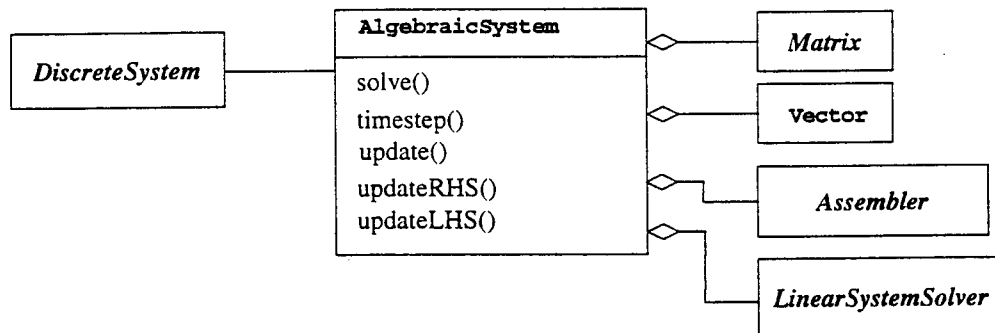 DiscreteSystem
AlgebraicSystem
solve()
timestep()
update()
updateRHS()
updateLHS()
Matrix
Vector
Assembler
LinearSystemSolver